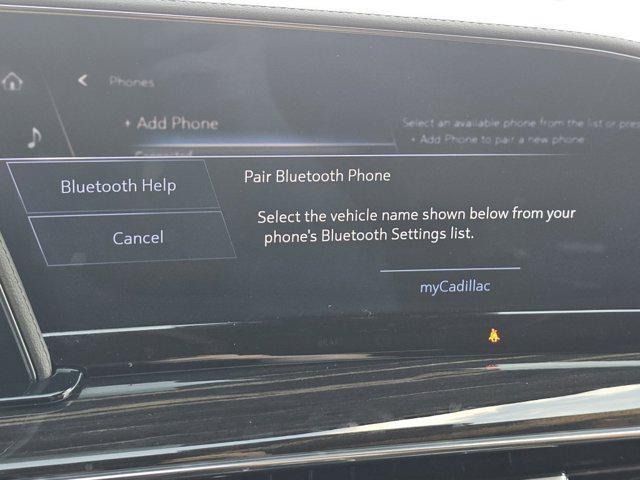 Phones
+ Add Phone
Select an available phone from the list or press
+ Add Phone to pair a new phone
Connected
Bluetooth Help
Pair Bluetooth Phone
Select the vehicle name shown below from your
phone's Bluetooth Settings list.
Cancel
myCadillac